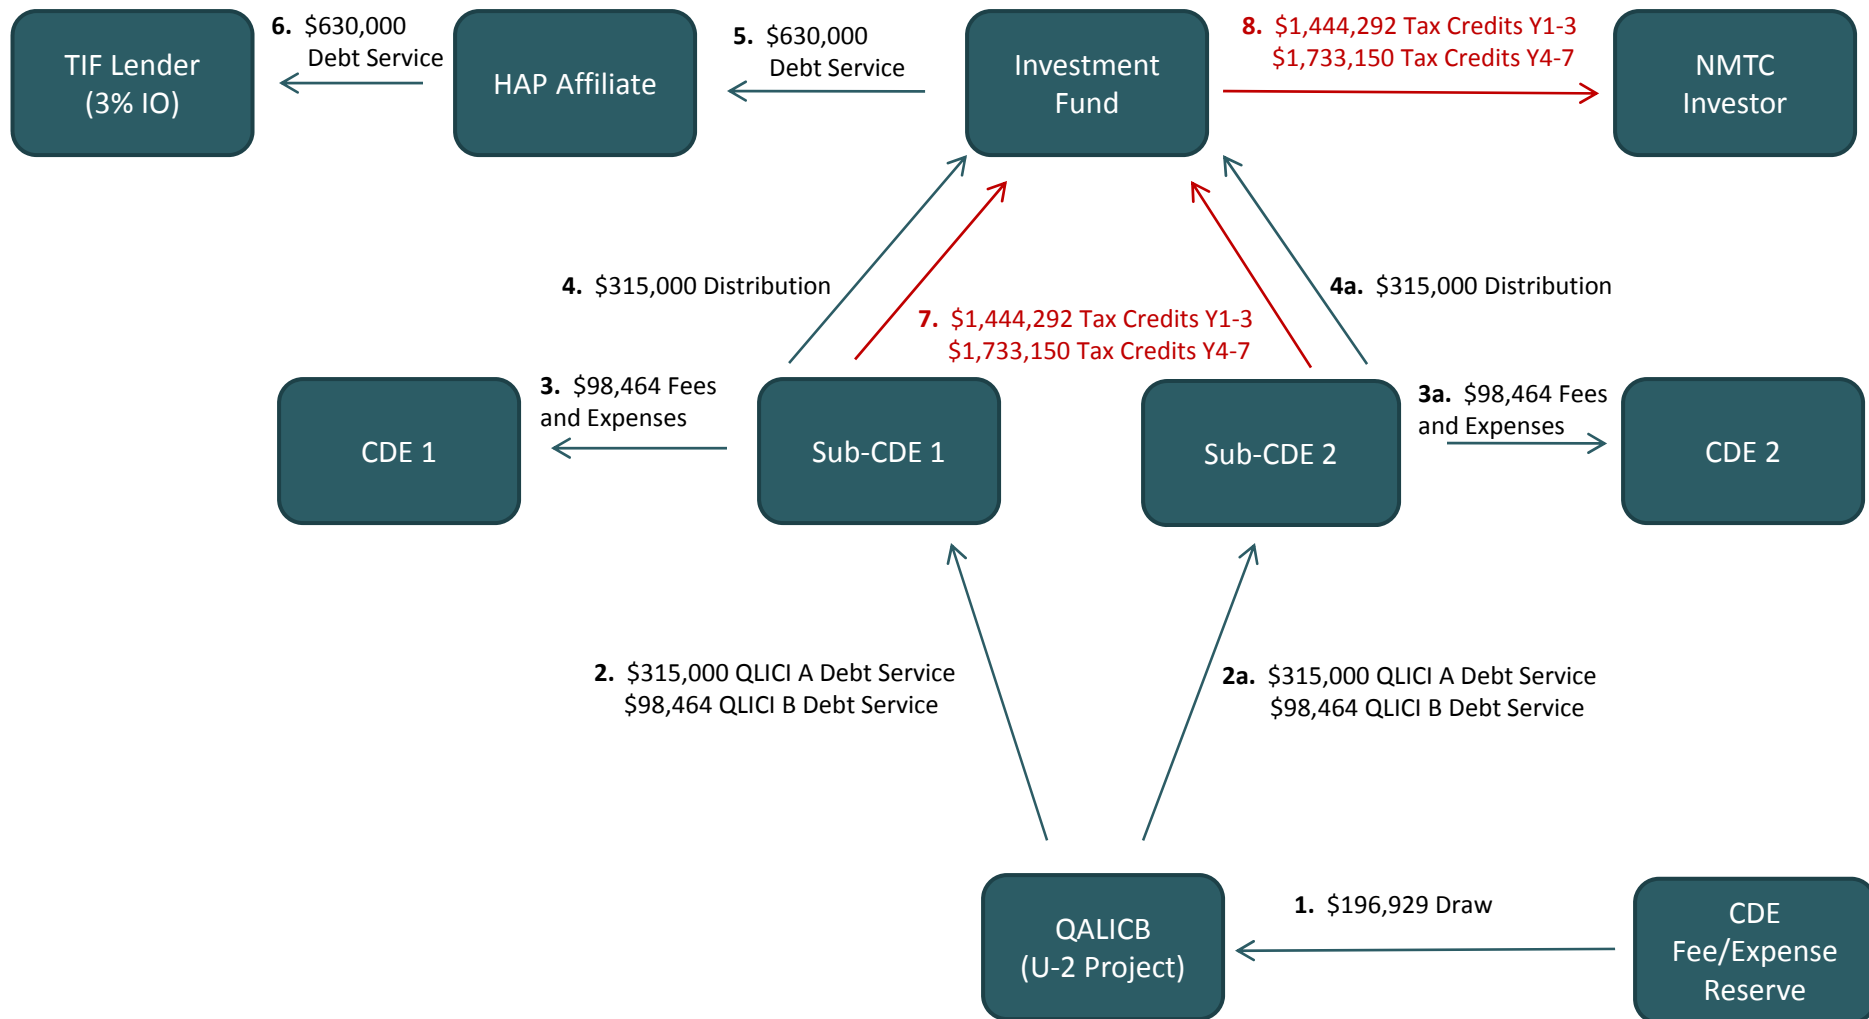 TIF Lender
(3% IO)
6. $630,000
Debt Service
HAP Affiliate
5. $630,000
Debt Service
Investment
Fund
8. $1,444,292 Tax Credits Y1-3
$1,733,150 Tax Credits Y4-7
NMTC
Investor
4. $315,000 Distribution
4a. $315,000 Distribution
7. $1,444,292 Tax Credits Y1-3
$1,733,150 Tax Credits Y4-7
CDE 1
3. $98,464 Fees
and Expenses
Sub-CDE 1
Sub-CDE 2
3a. $98,464 Fees
and Expenses
CDE 2
2. $315,000 QLICI A Debt Service
$98,464 QLICI B Debt Service
2a. $315,000 QLICI A Debt Service
$98,464 QLICI B Debt Service
QALICB
(U-2 Project)
1. $196,929 Draw
CDE
Fee/Expense
Reserve